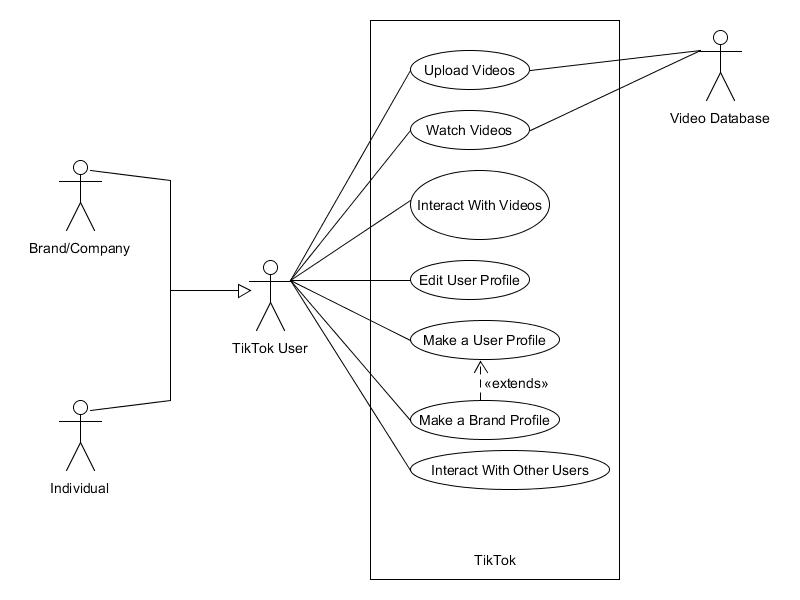 Upload Videos
Video Database
Watch Videos
Interact With Videos
Brand/Company
Edit User Profile
TikTok User
Make a User Profile
«extends»
Make a Brand Profile
Interact With Other Users
Individual
TikTok